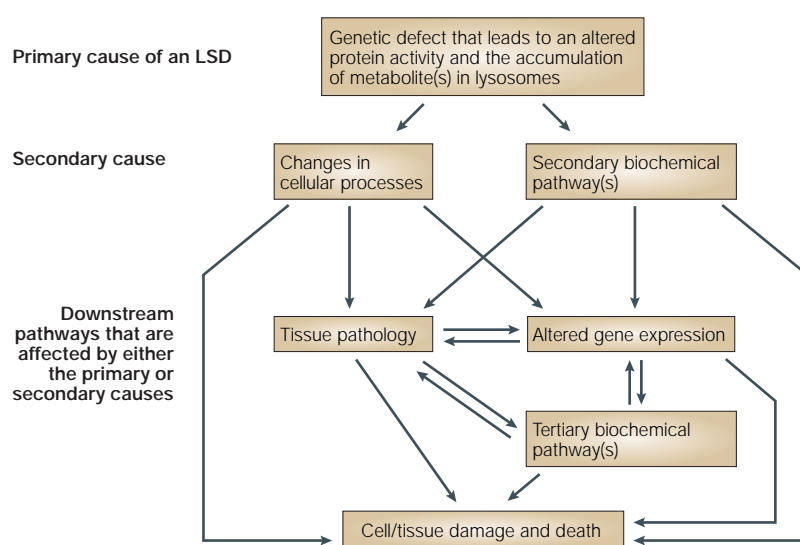 Primary cause of an LSD
Genetic defect that leads to an altered
protein activity and the accumulation
of metabolite(s) in lysosomes
Secondary cause
Changes in
cellular processes
Secondary biochemical
pathway(s)
Downstream
pathways that are
affected by either
the primary or
secondary causes
Tissue pathology
Altered gene expression
Tertiary biochemical
pathway(s)
Cell/tissue damage and death